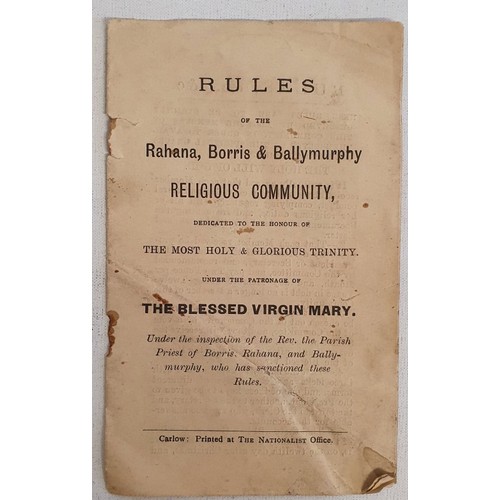 RULES
OF THE
Rahana, Borris & Ballymurphy
RELIGIOUS COMMUNITY,
DEDICATED TO THE HONOUR OF
THE MOST HOLY & GLORIOUS TRINITY.
UNDER THE PATRONAGE OF
THE BLESSED VIRGIN MARY.
Under the inspection of the Rev. the Parish
Priest of Borris, Rahana, and Bally-
murphy, who has sanctioned these
Rules.
Carlow: Printed at THE NATIONALIST Office.